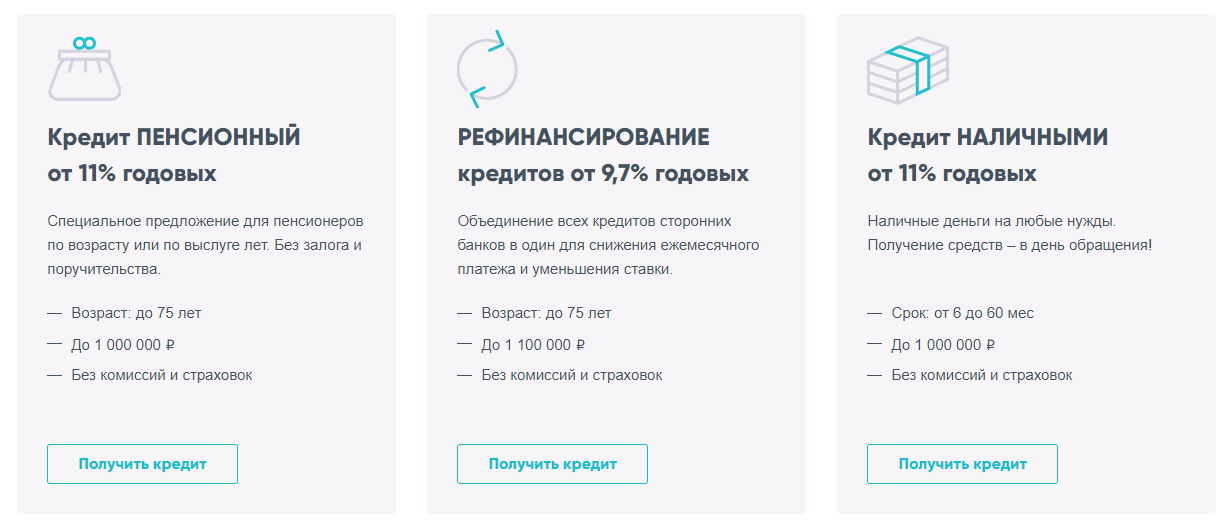 Кредит ПЕНСИОННЫЙ
от 11% годовых
Специальное предложение для пенсионеров
по возрасту или по выслуге лет. Без залога и
поручительства.
— Возраст: до 75 лет
— До 1 000 000 ₽
— Без комиссий и страховок
Получить кредит
РЕФИНАНСИРОВАНИЕ
кредитов от 9,7% годовых
Объединение всех кредитов сторонних
банков в один для снижения ежемесячного
платежа и уменьшения ставки.
— Возраст: до 75 лет
— До 1 100 000 ₽
— Без комиссий и страховок
Получить кредит
Кредит НАЛИЧНЫМИ
от 11% годовых
Наличные деньги на любые нужды.
Получение средств – в день обращения!
— Срок: от 6 до 60 мес
— До 1 000 000 ₽
— Без комиссий и страховок
Получить кредит